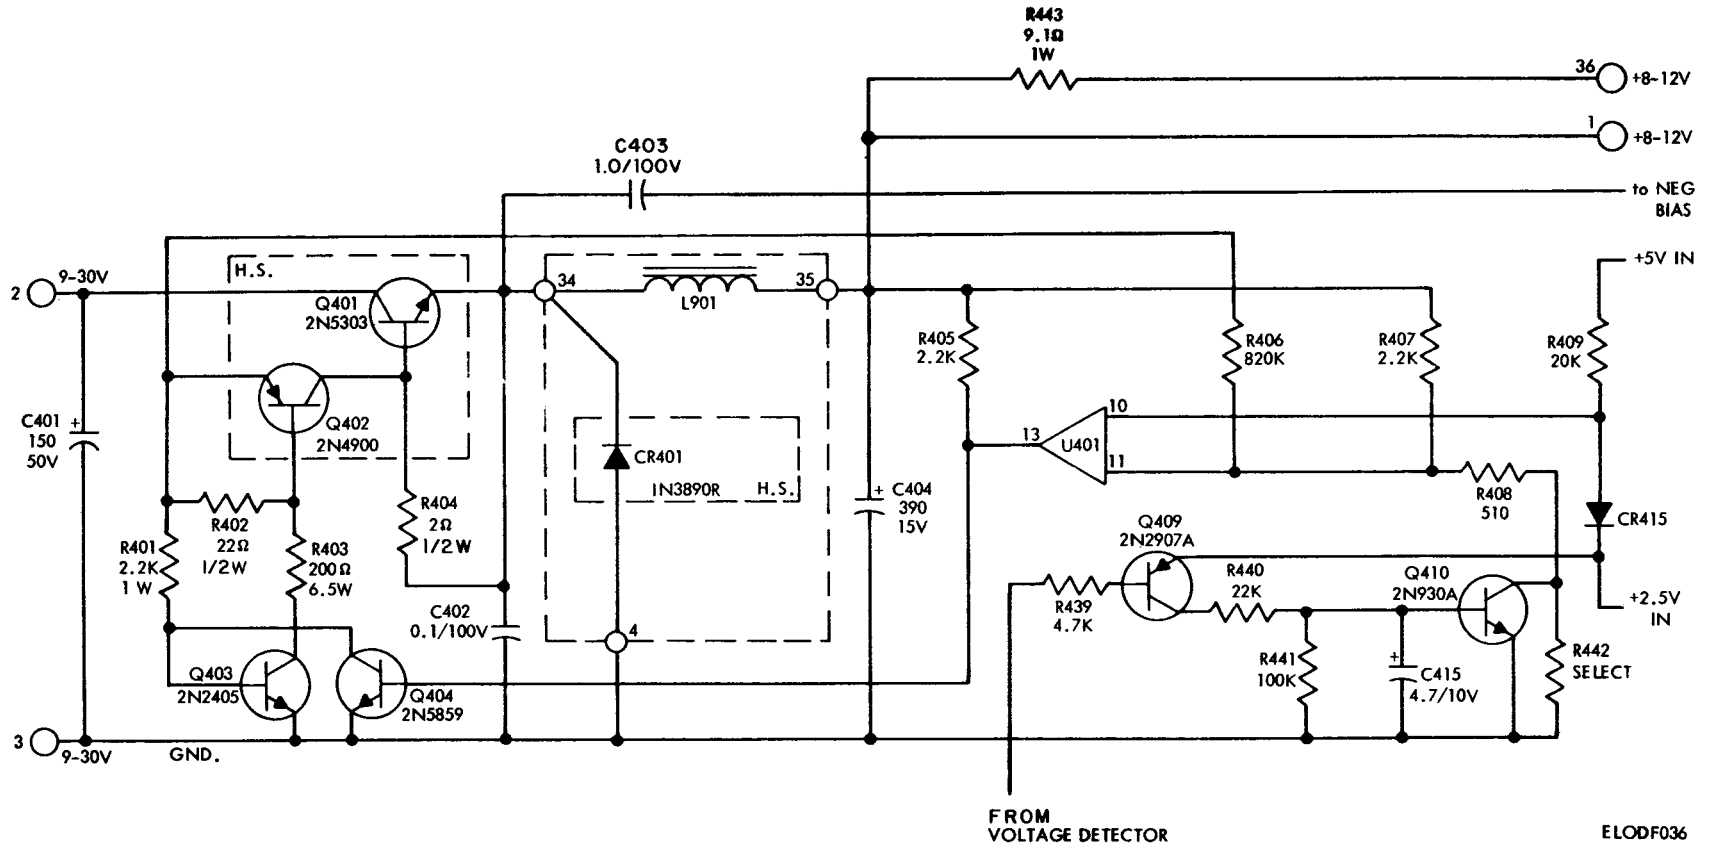 R443
9.1Ω
1W
36
+8-12V
1
+8-12V
C403
1.0/100V
to NEG
BIAS
+5V IN
2
9-30V
H.S.
Q401
2N5303
34
L901
35
R405
2.2K
R406
820K
R407
2.2K
R409
20K
C401
150
50V
+
Q402
2N4900
10
13
U401
11
CR401
IN3890R
H.S.
+
C404
390
15V
R408
510
CR415
R404
2Ω
1/2W
R402
22Ω
1/2W
R401
2.2K
1W
R403
200Ω
6.5W
Q409
2N2907A
R440
22K
Q410
2N930A
R439
4.7K
+2.5V
IN
C402
0.1/100V
4
R441
100K
+
C415
4.7/10V
R442
SELECT
Q403
2N2405
Q404
2N5859
3
9-30V
GND.
FROM
VOLTAGE DETECTOR
ELODF036